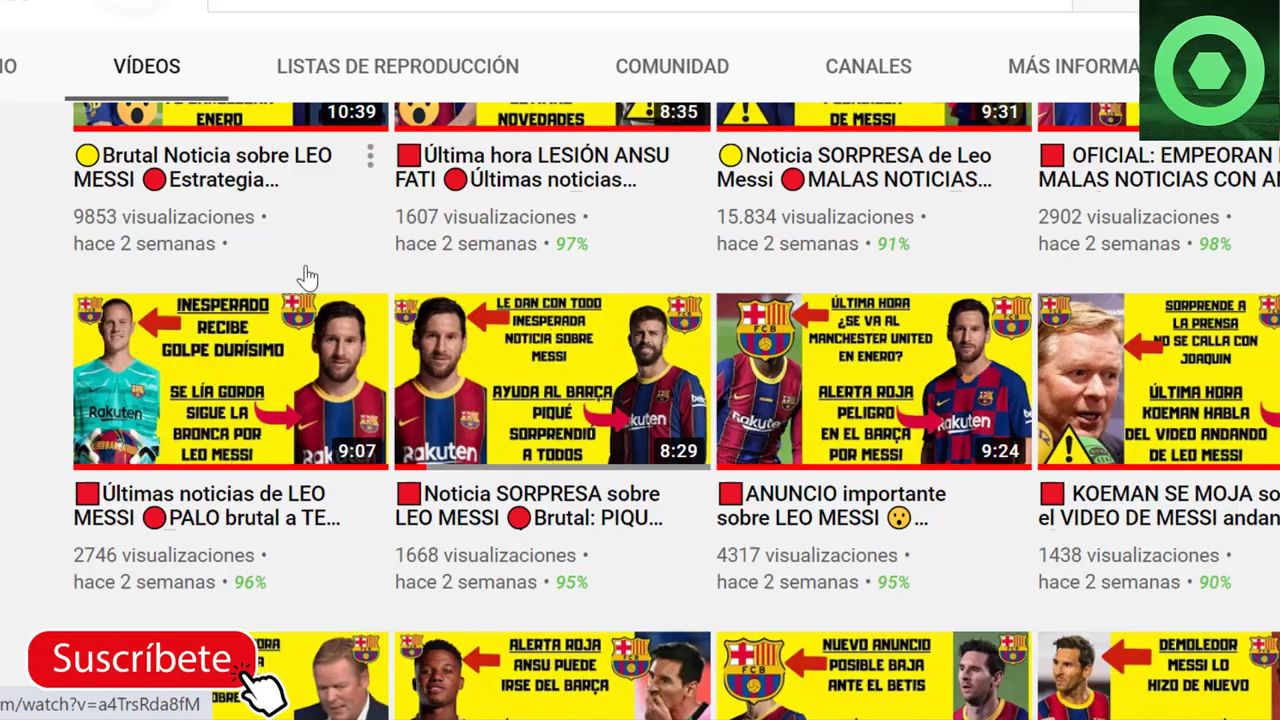 IO
VÍDEOS
LISTAS DE REPRODUCCIÓN
COMUNIDAD
CANALES
MÁS INFORMA
ENERO
10:39
NOVEDADES
8:35
DE MESSI
9:31
Brutal Noticia sobre LEO
MESSI Estrategia...
9853 visualizaciones •
hace 2 semanas •
Última hora LESIÓN ANSU
FATI Últimas noticias...
1607 visualizaciones •
hace 2 semanas • 97%
Noticia SORPRESA de Leo
Messi MALAS NOTICIAS...
15.834 visualizaciones •
hace 2 semanas • 91%
OFICIAL: EMPEORAN
MALAS NOTICIAS CON
2902 visualizaciones •
hace 2 semanas • 98%
INESPERADO
RECIBE
GOLPE DURÍSIMO
SE LÍA GORDA
SIGUE LA
BRONCA POR
LEO MESSI
Rakuten
9:07
LE DAN CON TODO
INESPERADA
NOTICIA SOBRE
MESSI
AYUDA AL BARÇA
PIQUÉ
SORPRENDIÓ
A TODOS
Rakuten
8:29
ÚLTIMA HORA
¿SE VA AL
MANCHESTER UNITED
EN ENERO?
ALERTA ROJA
PELIGRO
EN EL BARÇA
POR MESSI
FCB
Rakuten
Rakuten
9:24
SORPRENDE A
LA PRENSA
NO SE CALLA CON
JOAQUIN
ÚLTIMA HORA
KOEMAN HABLA
DEL VIDEO ANDANDO
DE LEO MESSI
Últimas noticias de LEO
MESSI PALO brutal a TE...
2746 visualizaciones •
hace 2 semanas • 96%
Noticia SORPRESA sobre
LEO MESSI Brutal: PIQU...
1668 visualizaciones •
hace 2 semanas • 95%
ANUNCIO importante
sobre LEO MESSI ...
4317 visualizaciones •
hace 2 semanas • 95%
KOEMAN SE MOJA so
el VIDEO DE MESSI andan
1438 visualizaciones •
hace 2 semanas • 90%
Suscríbete
m/watch?v=a4TrsRda8fM
ALERTA ROJA
ANSU PUEDE
IRSE DEL BARÇA
FCB
NUEVO ANUNCIO
POSIBLE BAJA
ANTE EL BETIS
DEMOLEDOR
MESSI LO
HIZO DE NUEVO